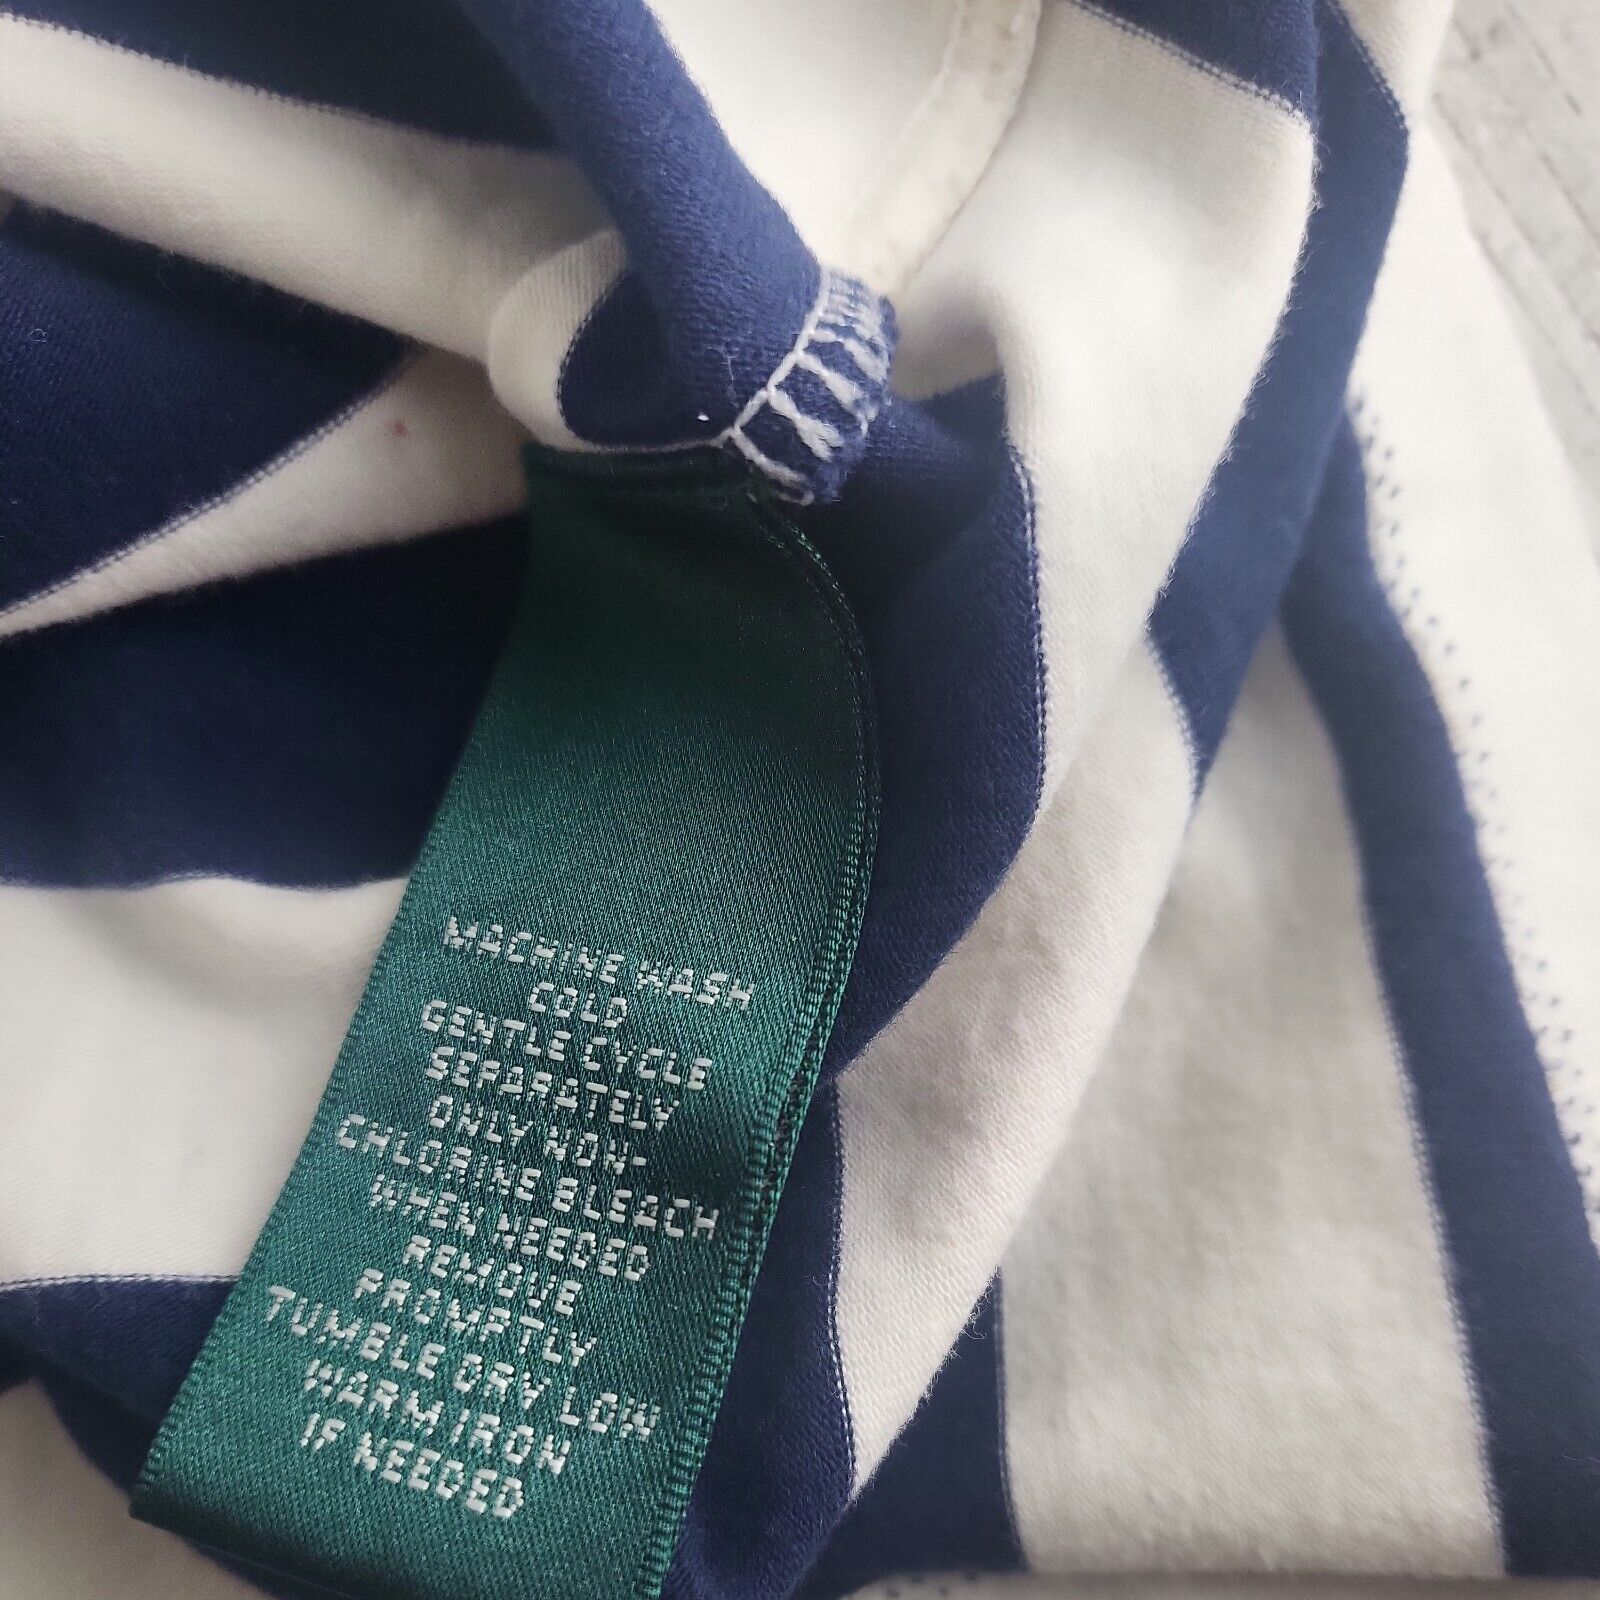 MACHINE WASH
COLD
GENTLE CYCLE
SEPARATELY
ONLY NON-
CHLORINE BLEACH
WHEN NEEDED
REMOVE
PROMPTLY
TUMBLE DRY LOW
WARM IRON
IF NEEDED